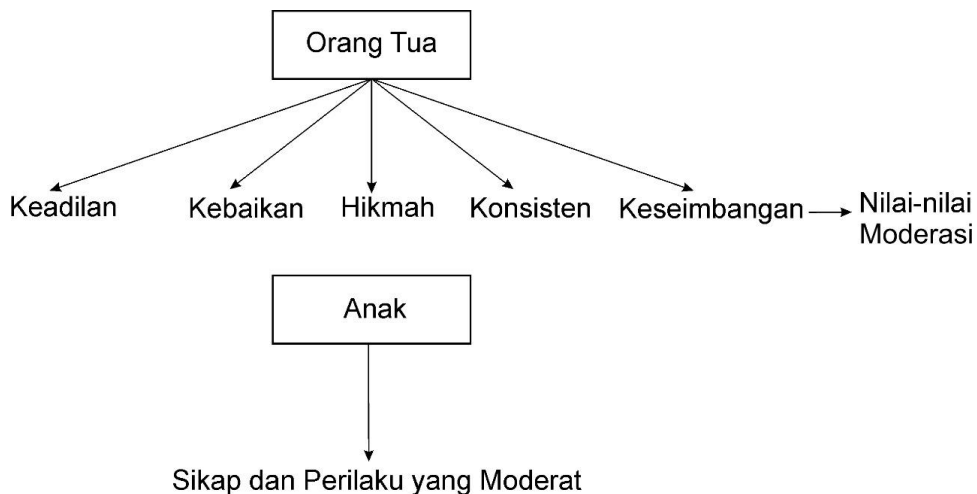 Orang Tua
Keadilan Kebaikan Hikmah Konsisten Keseimbangan Nilai-nilai
Moderasi
Anak
Sikap dan Perilaku yang Moderat